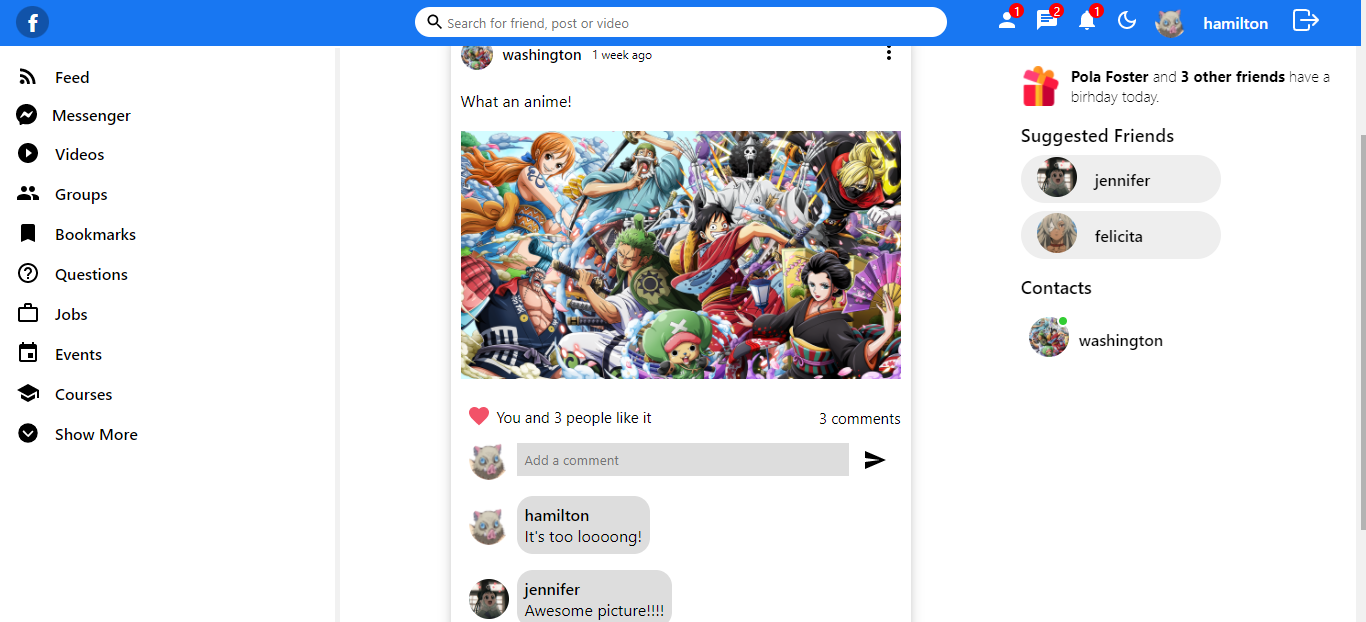 f
Search for friend, post or video
1
2
1
hamilton
Feed
Messenger
Videos
Groups
Bookmarks
Questions
Jobs
Events
Courses
Show More
washington 1 week ago
What an anime!
You and 3 people like it
3 comments
Add a comment
hamilton
It's too loooong!
jennifer
Awesome picture!!!!
Pola Foster and 3 other friends have a
birhday today.
Suggested Friends
jennifer
felicita
Contacts
washington